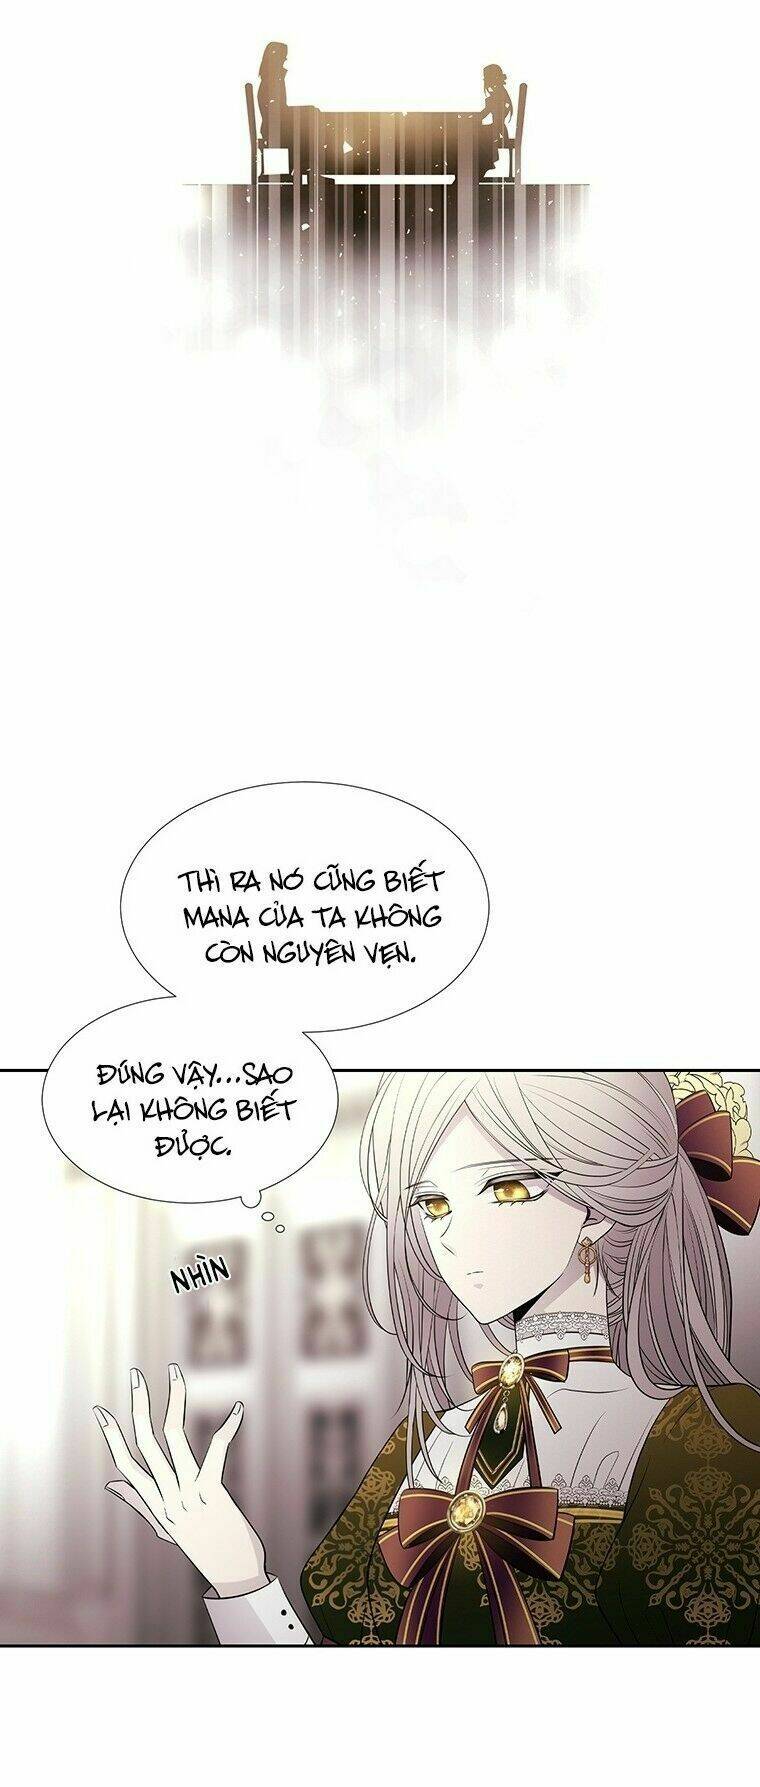 THÌ RA NÓ CŨNG BIẾT
MANA CỦA TA KHÔNG
CÒN NGUYÊN VẸN.
ĐÚNG VẬY...SAO
LẠI KHÔNG BIẾT
ĐƯỢC.
NHÌN